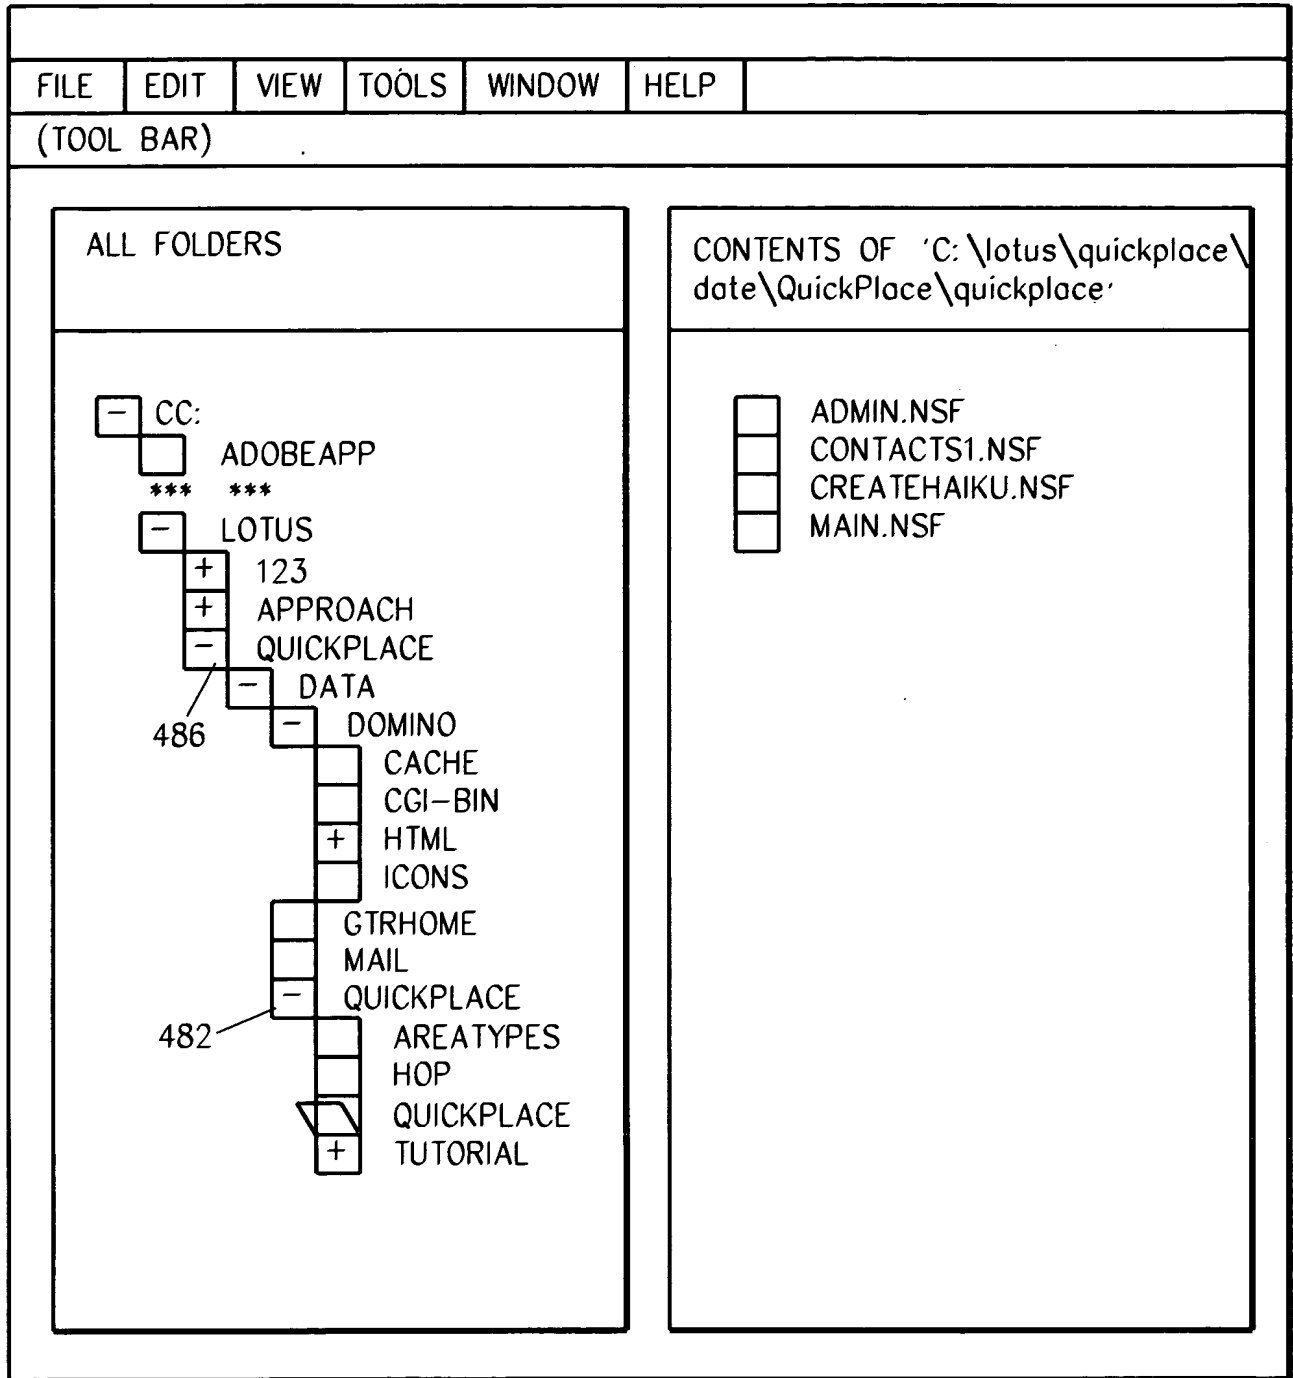 FILE EDIT VIEW TOOLS WINDOW HELP
(TOOL BAR)
ALL FOLDERS
- CC:
ADOBEAPP
*** ***
- LOTUS
+ 123
+ APPROACH
- QUICKPLACE
486
- DATA
- DOMINO
CACHE
CGI-BIN
+ HTML
ICONS
GTRHOME
MAIL
- QUICKPLACE
482
AREATYPES
HOP
QUICKPLACE
+ TUTORIAL
CONTENTS OF 'C:\lotus\quickplace\
date\QuickPlace\quickplace'
ADMIN.NSF
CONTACTS1.NSF
CREATEHAIKU.NSF
MAIN.NSF